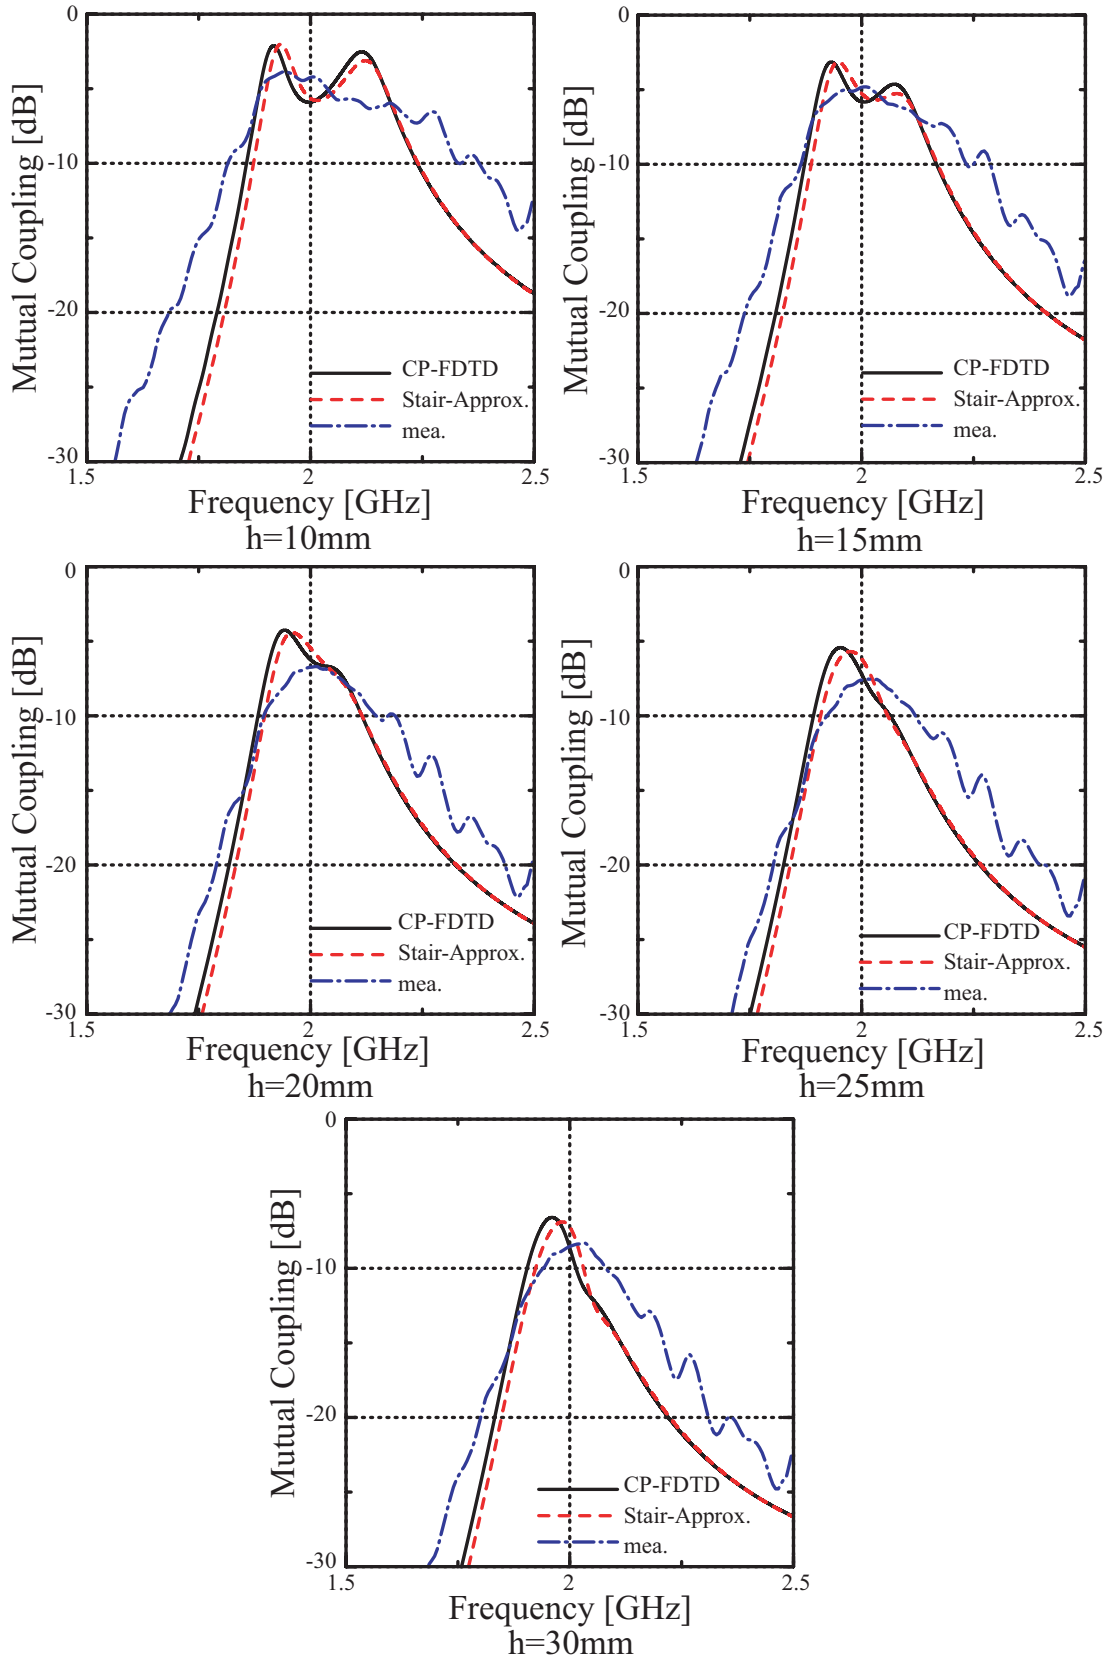 0
-10
-20
-30
Mutual Coupling [dB]
CP-FDTD
Stair-Approx.
mea.
1.5
2
2.5
Frequency [GHz]
h=10mm
0
-10
-20
-30
Mutual Coupling [dB]
CP-FDTD
Stair-Approx.
mea.
1.5
2
2.5
Frequency [GHz]
h=15mm
0
-10
-20
-30
Mutual Coupling [dB]
CP-FDTD
Stair-Approx.
mea.
1.5
2
2.5
Frequency [GHz]
h=20mm
0
-10
-20
-30
Mutual Coupling [dB]
CP-FDTD
Stair-Approx.
mea.
1.5
2
2.5
Frequency [GHz]
h=25mm
0
-10
-20
-30
Mutual Coupling [dB]
CP-FDTD
Stair-Approx.
mea.
1.5
2
2.5
Frequency [GHz]
h=30mm